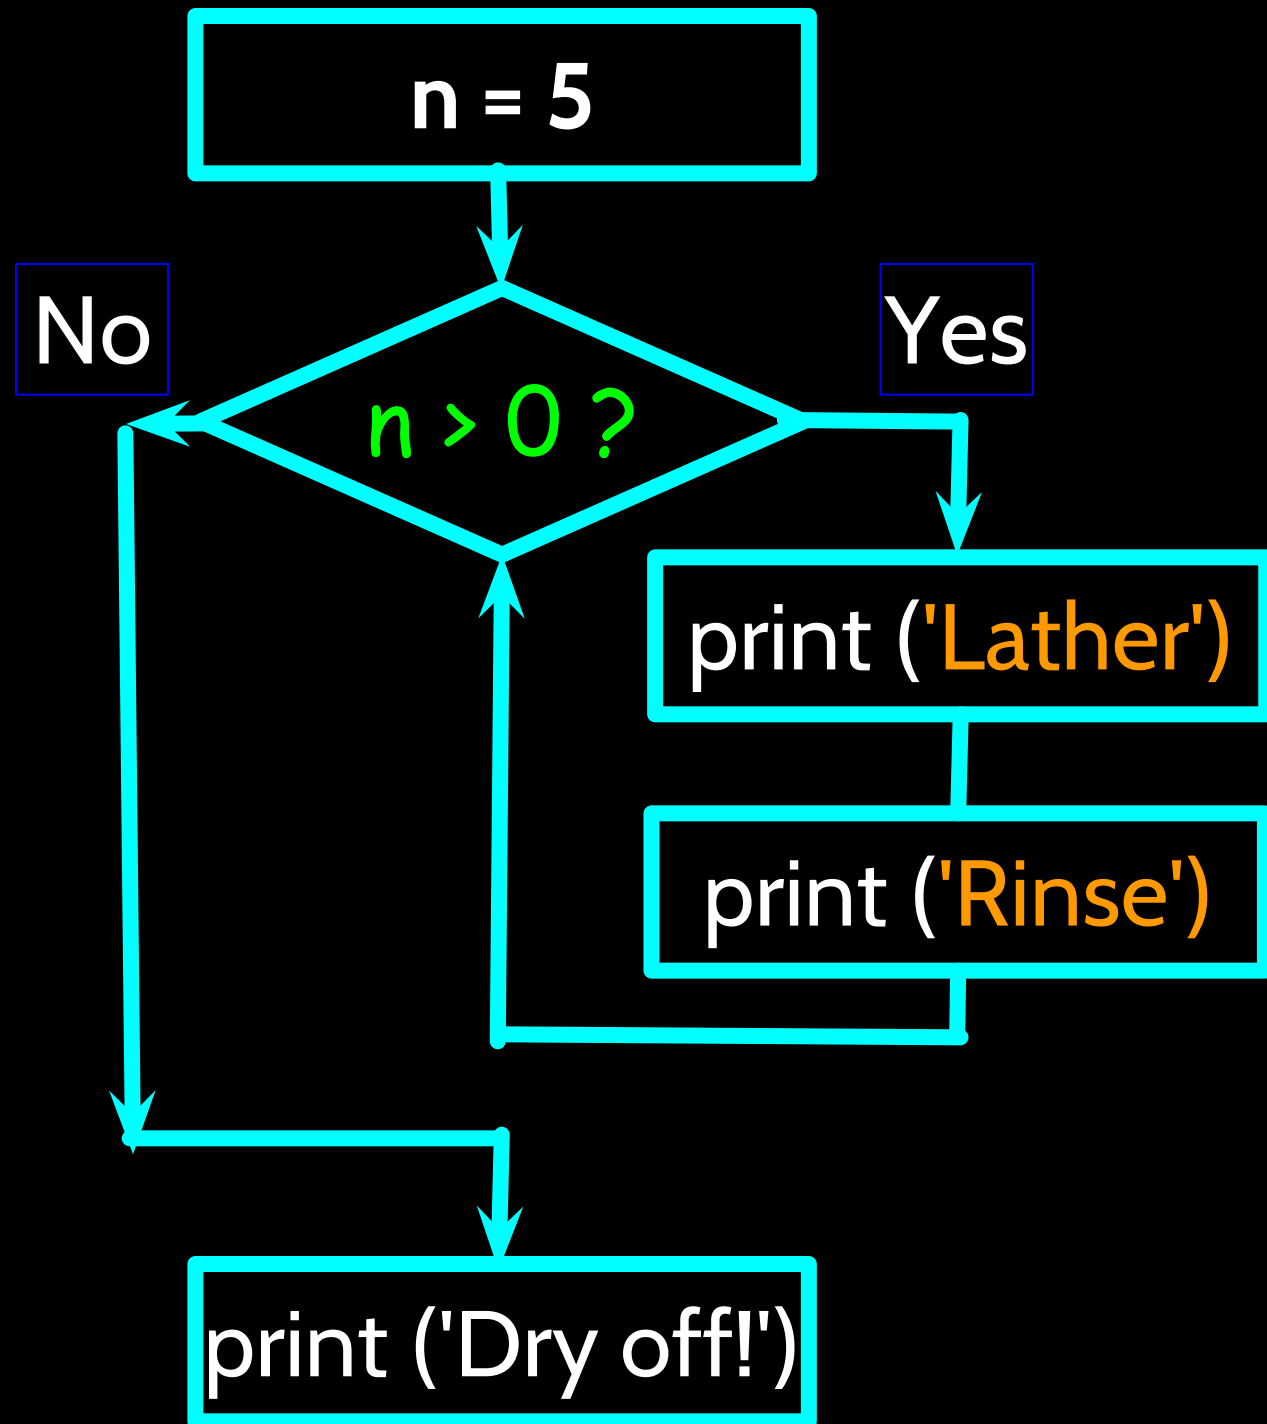 n = 5
No
Yes
n > 0 ?
print ('Lather')
print ('Rinse')
print ('Dry off!')